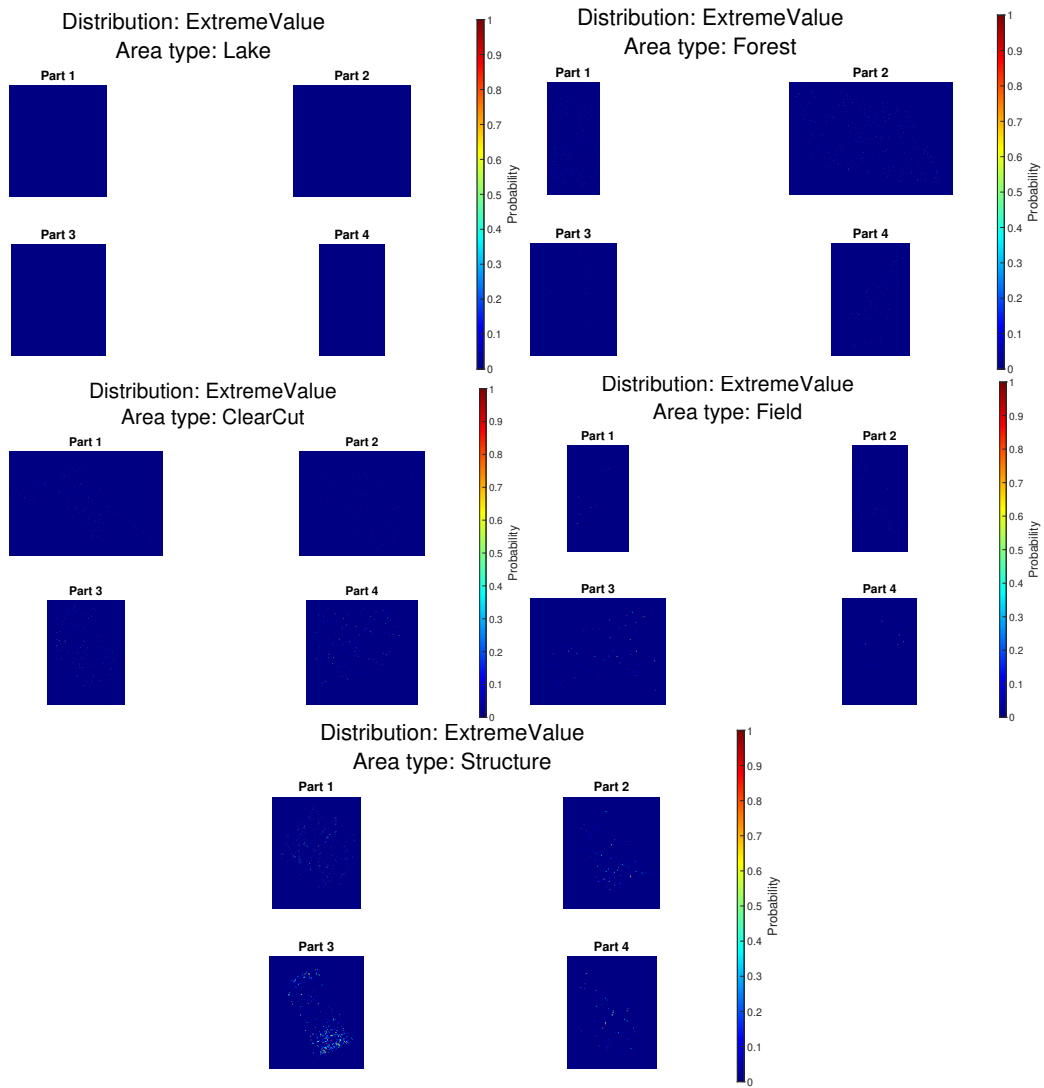 Distribution: ExtremeValue
Area type: Lake
Part 1
Part 2
Part 3
Part 4
1
0.9
0.8
0.7
0.6
0.5
0.4
0.3
0.2
0.1
0
Probability
Distribution: ExtremeValue
Area type: Forest
Part 1
Part 2
Part 3
Part 4
1
0.9
0.8
0.7
0.6
0.5
0.4
0.3
0.2
0.1
0
Probability
Distribution: ExtremeValue
Area type: ClearCut
Part 1
Part 2
Part 3
Part 4
1
0.9
0.8
0.7
0.6
0.5
0.4
0.3
0.2
0.1
0
Probability
Distribution: ExtremeValue
Area type: Field
Part 1
Part 2
Part 3
Part 4
1
0.9
0.8
0.7
0.6
0.5
0.4
0.3
0.2
0.1
0
Probability
Distribution: ExtremeValue
Area type: Structure
Part 1
Part 2
Part 3
Part 4
1
0.9
0.8
0.7
0.6
0.5
0.4
0.3
0.2
0.1
0
Probability